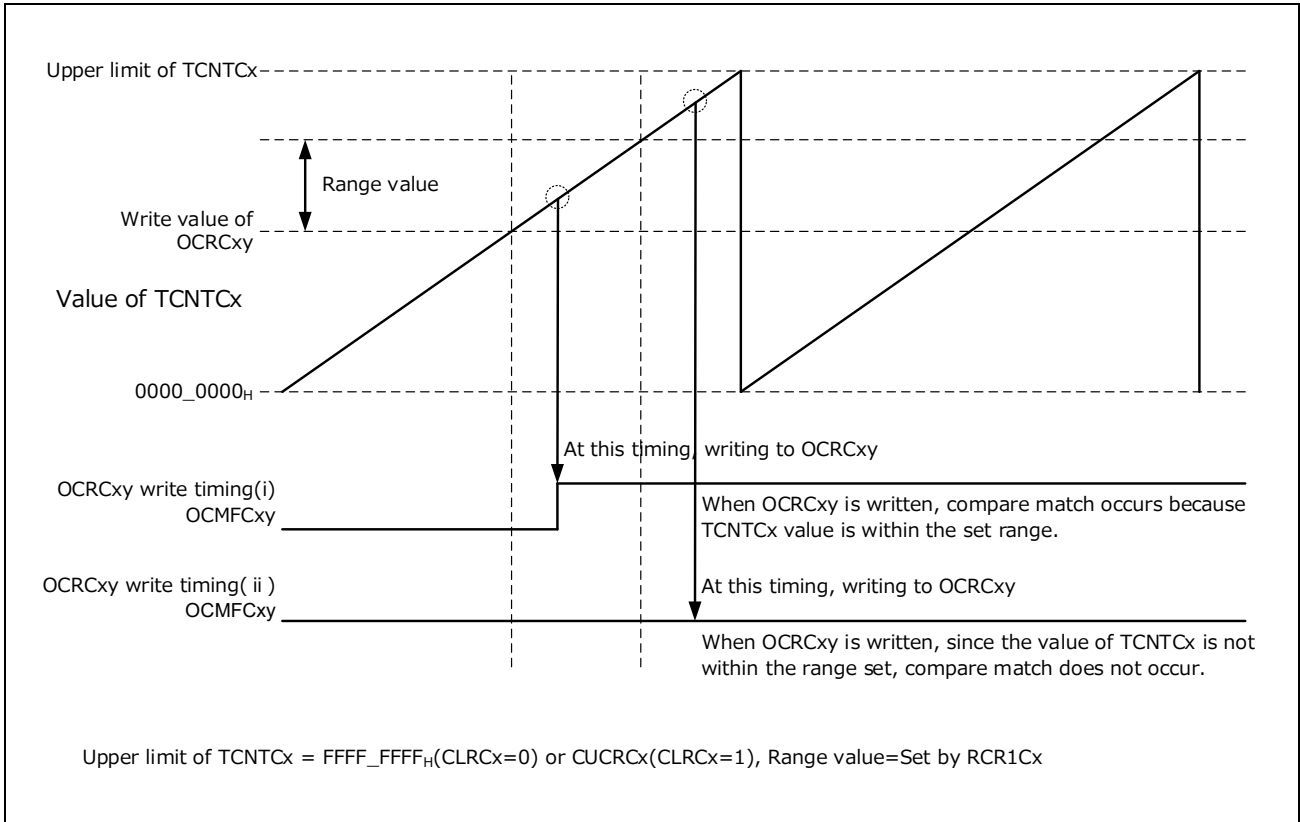 Upper limit of TCNTCx
Range value
Write value of
OCRCxy
Value of TCNTCx
0000_0000H
At this timing, writing to OCRCxy
OCRCxy write timing(i)
OCMFCxy
When OCRCxy is written, compare match occurs because
TCNTCx value is within the set range.
OCRCxy write timing( ii )
OCMFCxy
At this timing, writing to OCRCxy
When OCRCxy is written, since the value of TCNTCx is not
within the range set, compare match does not occur.
Upper limit of TCNTCx = FFFF_FFFFH(CLRCx=0) or CUCRCx(CLRCx=1), Range value=Set by RCR1Cx